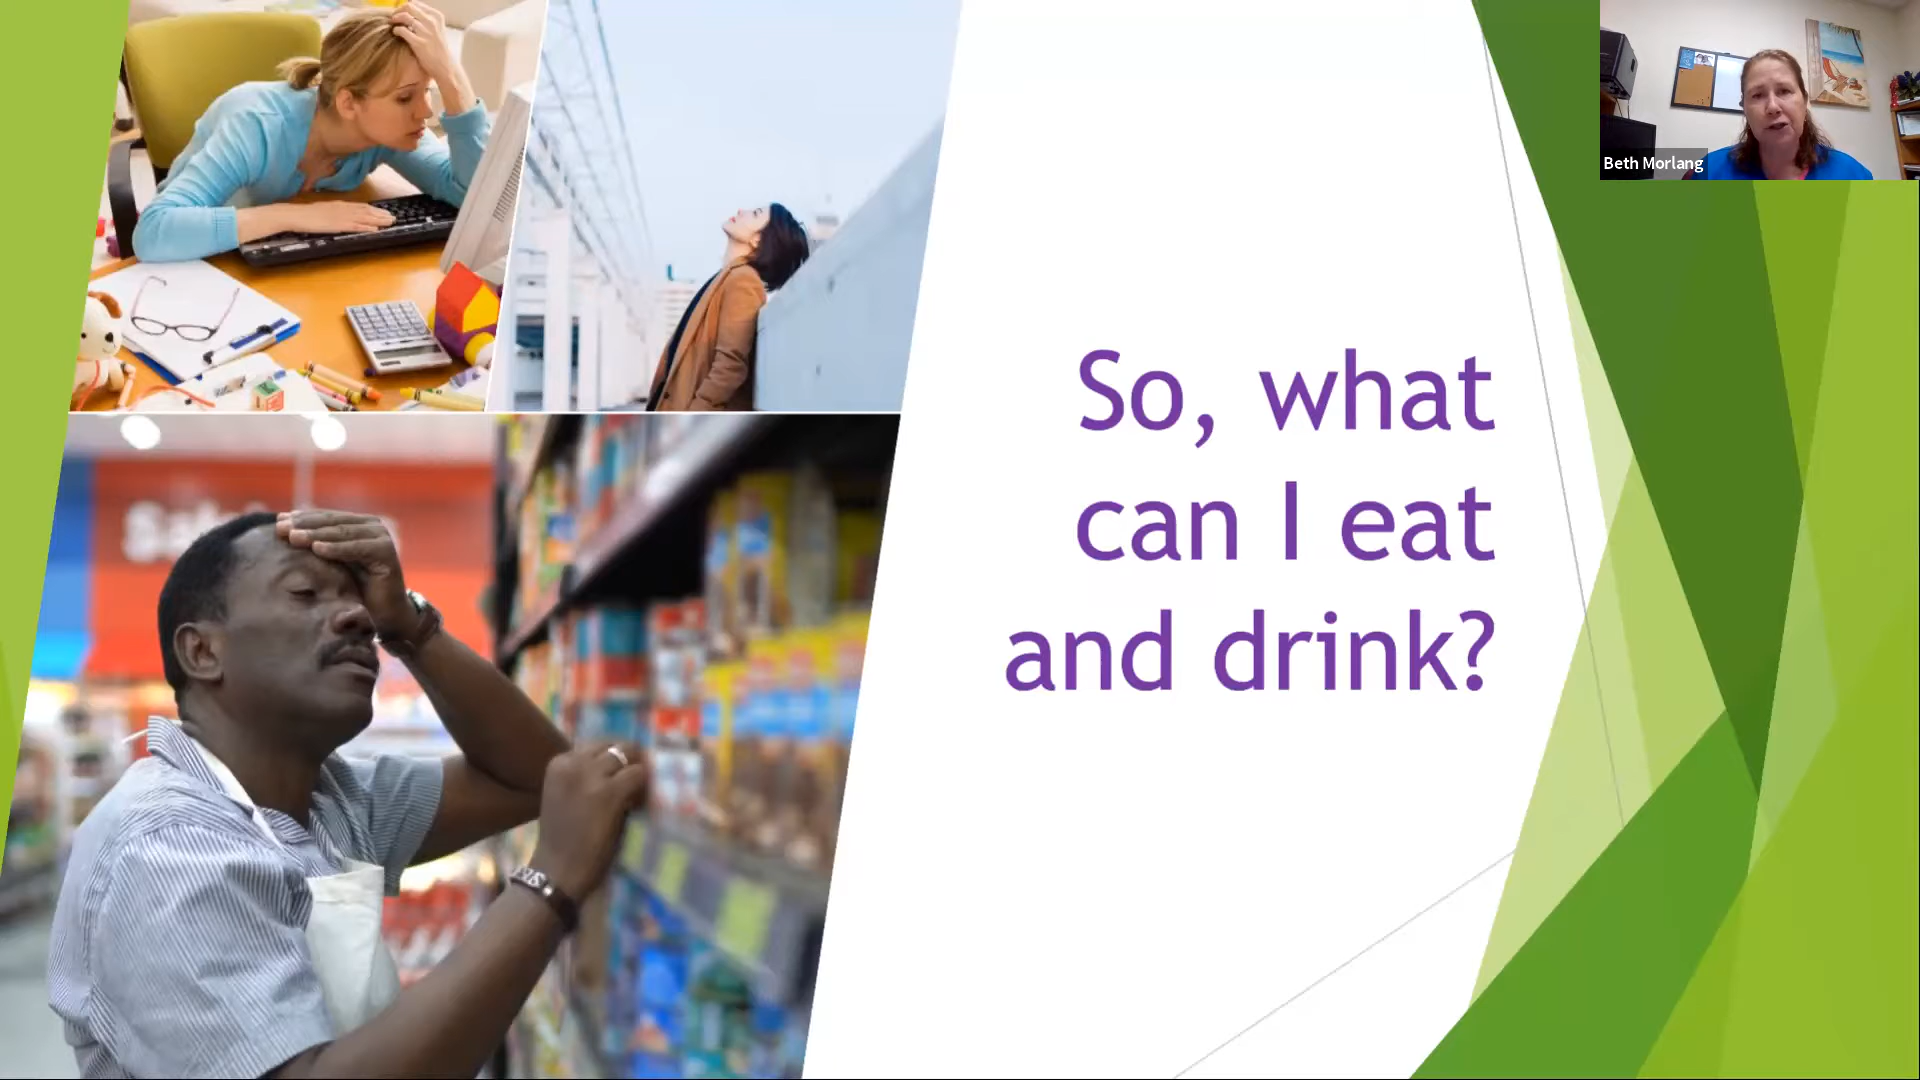 So, what
can I eat
and drink?
Beth Morlang